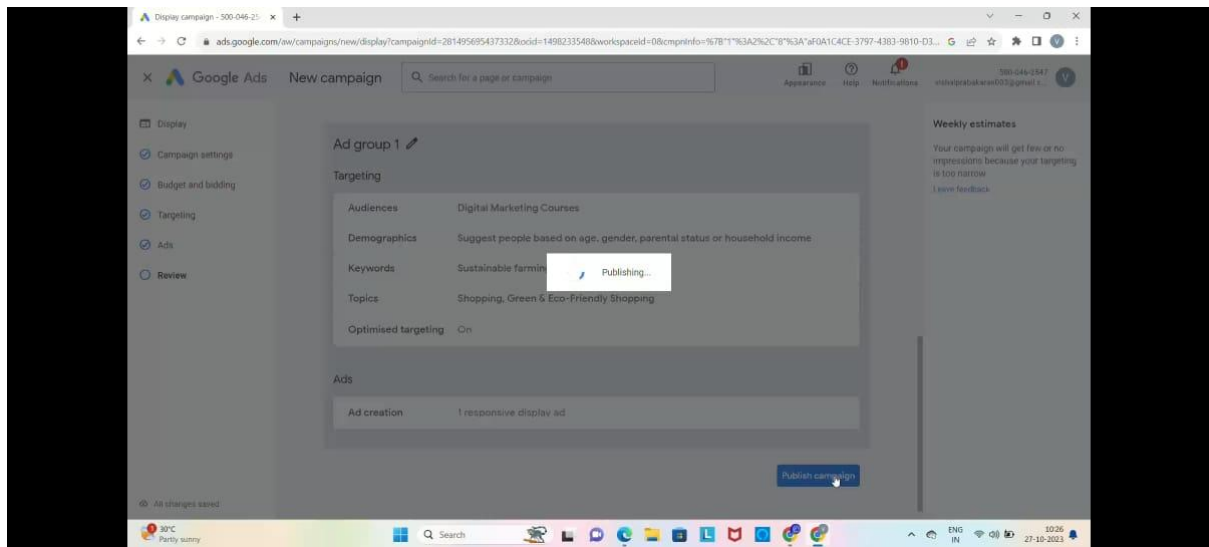 Display campaign - 500-046-25
ads.google.com/aw/campaigns/new/display?campaignId=281495695437332&ocid=1498233548&workspaceId=0&cmpnInfo=%7B"1"%3A2%2C"8"%3A"aF0A1C4CE-3797-4383-9810-D3...
Google Ads
New campaign
Search for a page or campaign
Appearance
Help
Notifications
V
Display
Campaign settings
Budget and bidding
Targeting
Ads
Review
All changes saved
Ad group 1
Targeting
Audiences Digital Marketing Courses
Demographics Suggest people based on age, gender, parental status or household income
Keywords Sustainable farming
Publishing...
Topics Shopping, Green & Eco-Friendly Shopping
Optimised targeting On
Ads
Ad creation 1 responsive display ad
Publish campaign
Weekly estimates
Your campaign will get few or no
impressions because your targeting
is too narrow
Leave feedback
30°C
Partly sunny
Search
ENG
IN
10:26
27-10-2023